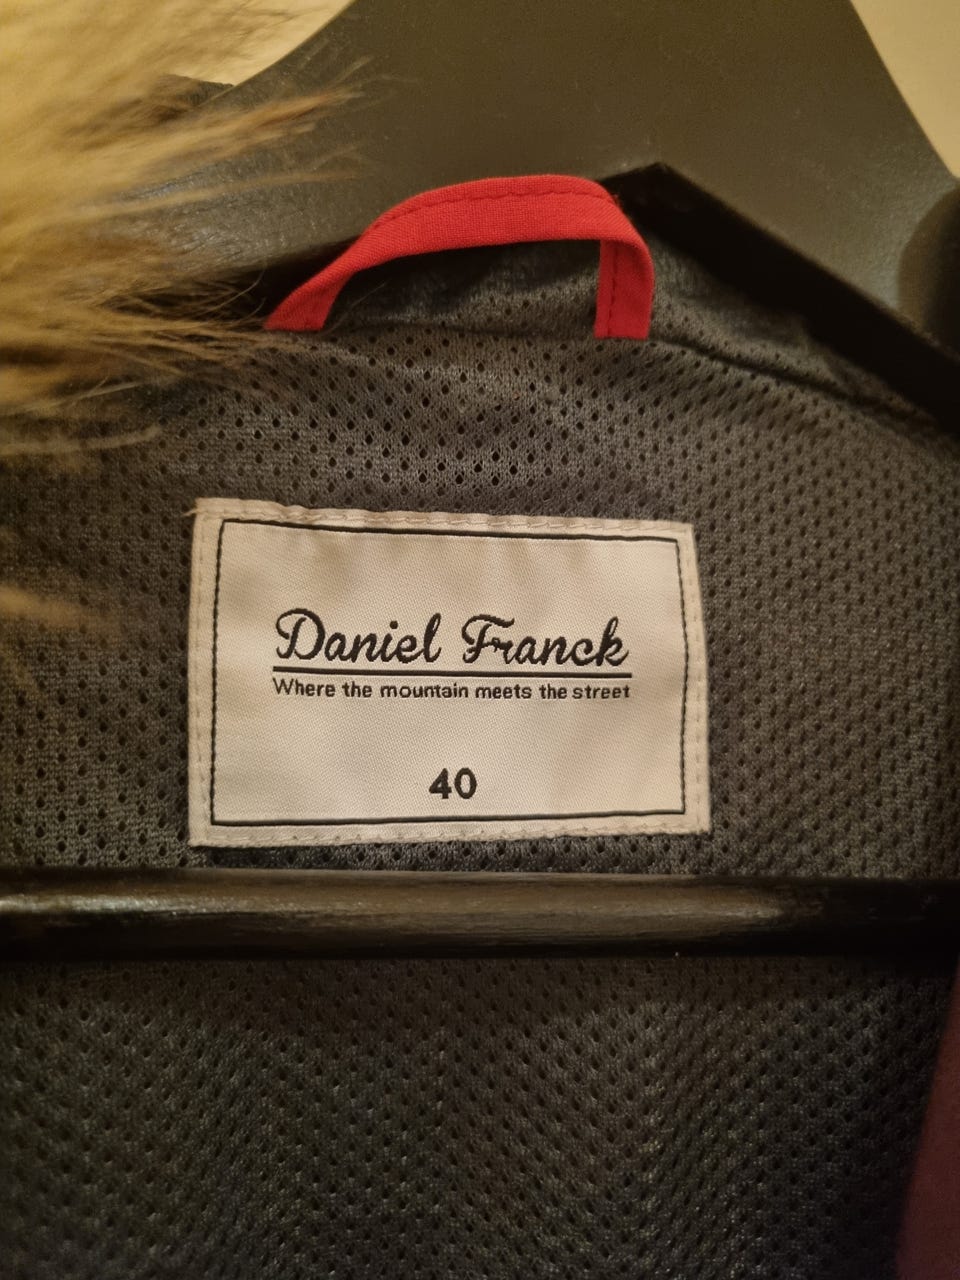 Daniel Franck
Where the mountain meets the street
40